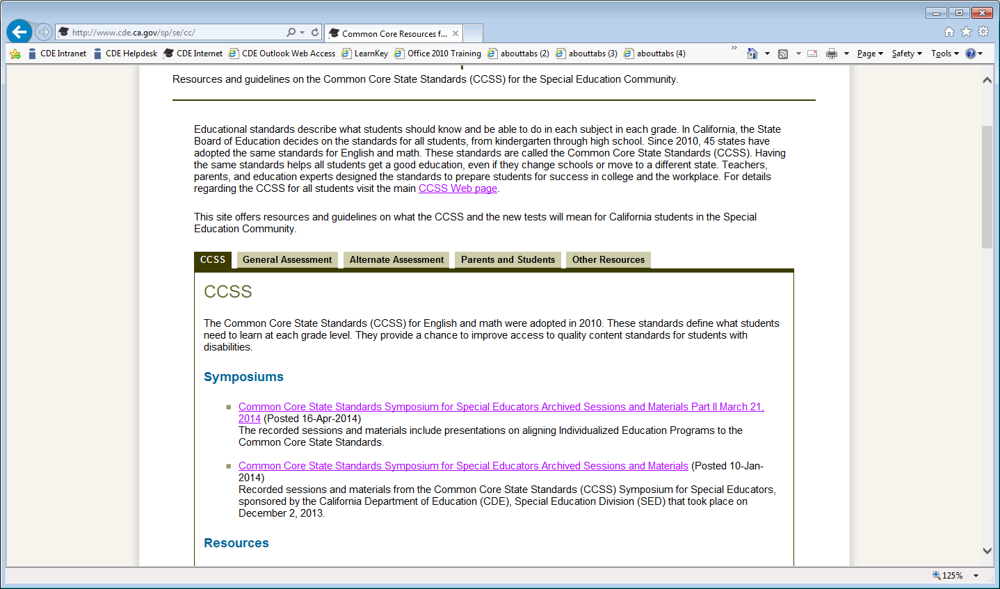 http://www.cde.ca.gov/sp/se/cc/
Common Core Resources f...
CDE Intranet CDE Helpdesk CDE Internet CDE Outlook Web Access LearnKey Office 2010 Training abouttabs (2) abouttabs (3) abouttabs (4) » Page Safety Tools
Resources and guidelines on the Common Core State Standards (CCSS) for the Special Education Community.
Educational standards describe what students should know and be able to do in each subject in each grade. In California, the State
Board of Education decides on the standards for all students, from kindergarten through high school. Since 2010, 45 states have
adopted the same standards for English and math. These standards are called the Common Core State Standards (CCSS). Having
the same standards helps all students get a good education, even if they change schools or move to a different state. Teachers,
parents, and education experts designed the standards to prepare students for success in college and the workplace. For details
regarding the CCSS for all students visit the main CCSS Web page.
This site offers resources and guidelines on what the CCSS and the new tests will mean for California students in the Special
Education Community.
CCSS General Assessment Alternate Assessment Parents and Students Other Resources
CCSS
The Common Core State Standards (CCSS) for English and math were adopted in 2010. These standards define what students
need to learn at each grade level. They provide a chance to improve access to quality content standards for students with
disabilities.
Symposiums
Common Core State Standards Symposium for Special Educators Archived Sessions and Materials Part II March 21,
2014 (Posted 16-Apr-2014)
The recorded sessions and materials include presentations on aligning Individualized Education Programs to the
Common Core State Standards.
Common Core State Standards Symposium for Special Educators Archived Sessions and Materials (Posted 10-Jan-
2014)
Recorded sessions and materials from the Common Core State Standards (CCSS) Symposium for Special Educators,
sponsored by the California Department of Education (CDE), Special Education Division (SED) that took place on
December 2, 2013.
Resources
125%